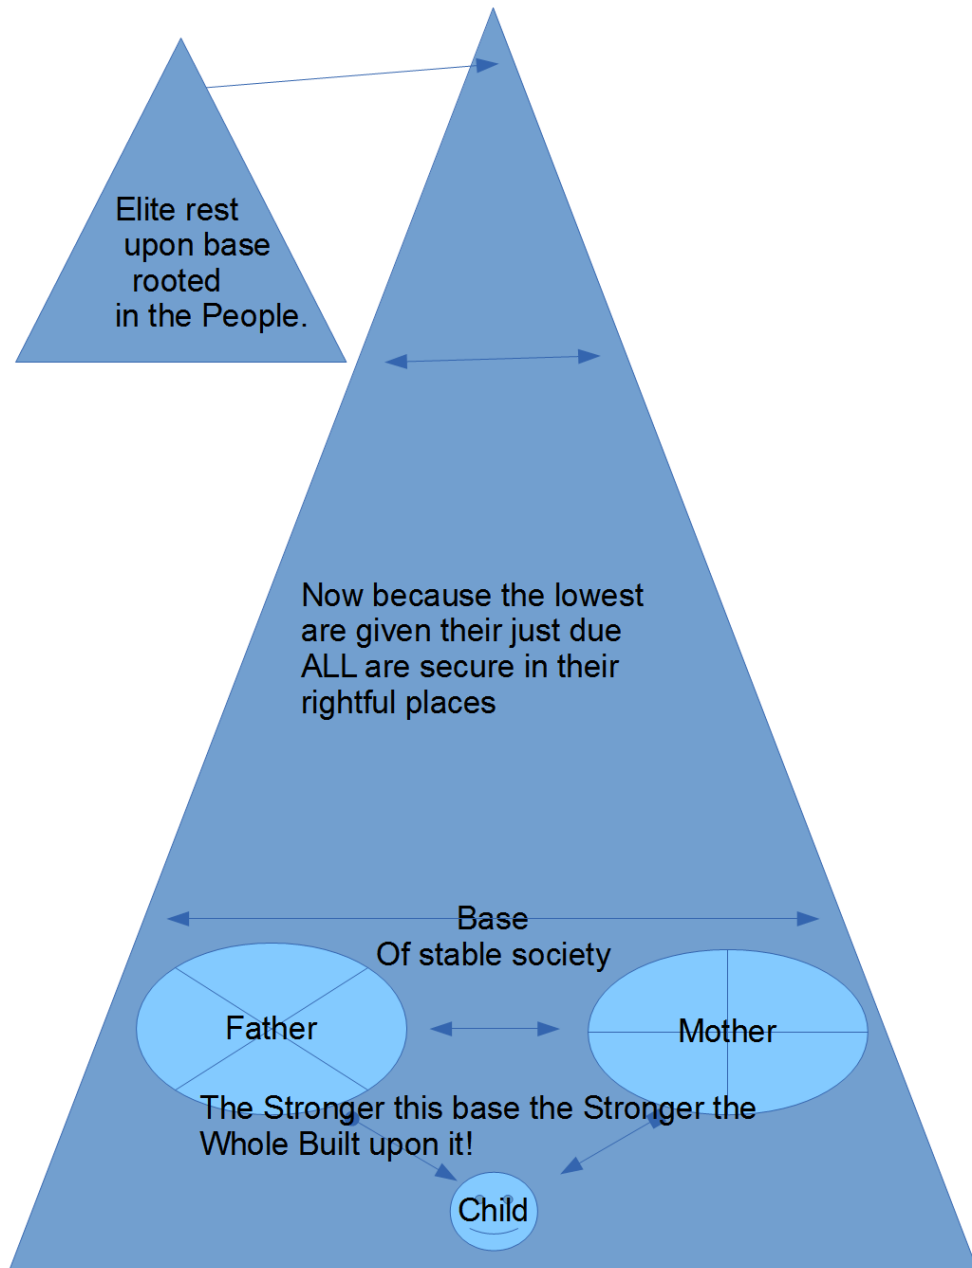 Elite rest
upon base
rooted
in the People.
Now because the lowest
are given their just due
ALL are secure in their
rightful places
Base
Of stable society
Father
Mother
The Stronger this base the Stronger the
Whole Built upon it!
Child